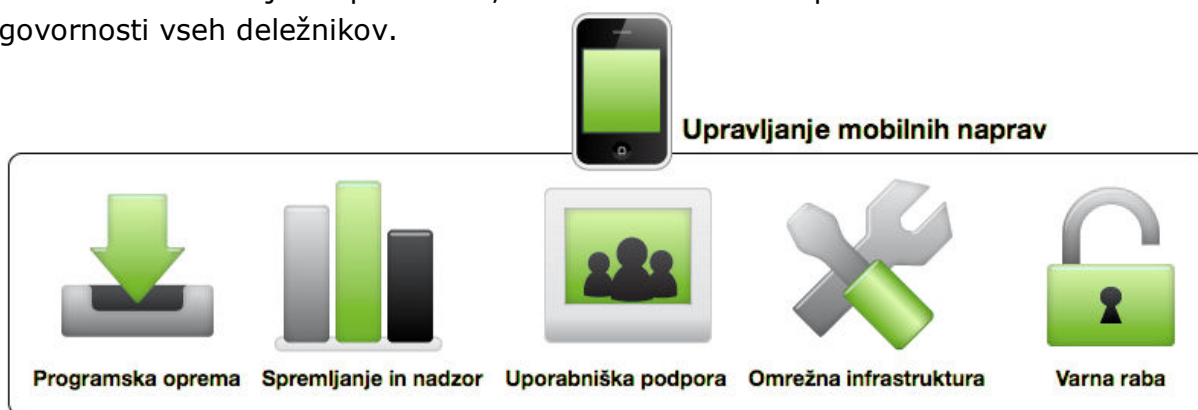 govornosti vseh deležnikov.
Upravljanje mobilnih naprav
Programska oprema
Spremljanje in nadzor
Uporabniška podpora
Omrežna infrastruktura
Varna raba